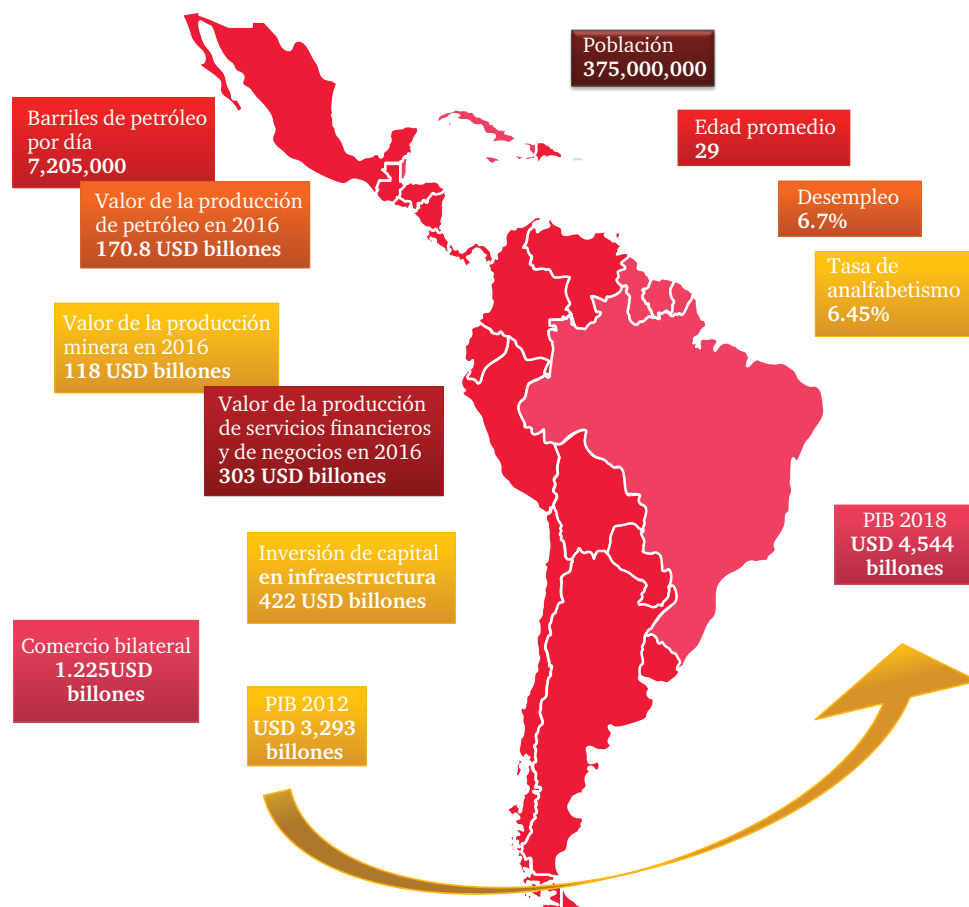 Población
375,000,000
Barriles de petróleo
por día
7,205,000
Edad promedio
29
Valor de la producción
de petróleo en 2016
170.8 USD billones
Desempleo
6.7%
Tasa de
analfabetismo
6.45%
Valor de la producción
minera en 2016
118 USD billones
Valor de la producción
de servicios financieros
y de negocios en 2016
303 USD billones
PIB 2018
USD 4,544
billones
Inversión de capital
en infraestructura
422 USD billones
Comercio bilateral
1.225USD
billones
PIB 2012
USD 3,293
billones